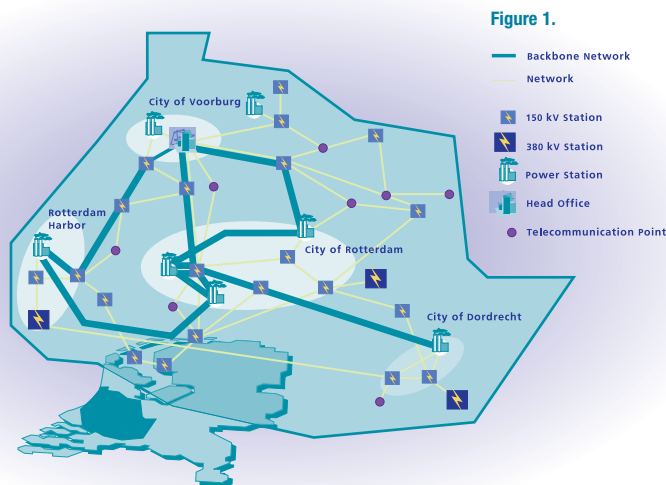 Figure 1.
Backbone Network
Network
150 kV Station
380 kV Station
Power Station
Head Office
Telecommunication Point
City of Voorburg
Rotterdam
Harbor
City of Rotterdam
City of Dordrecht